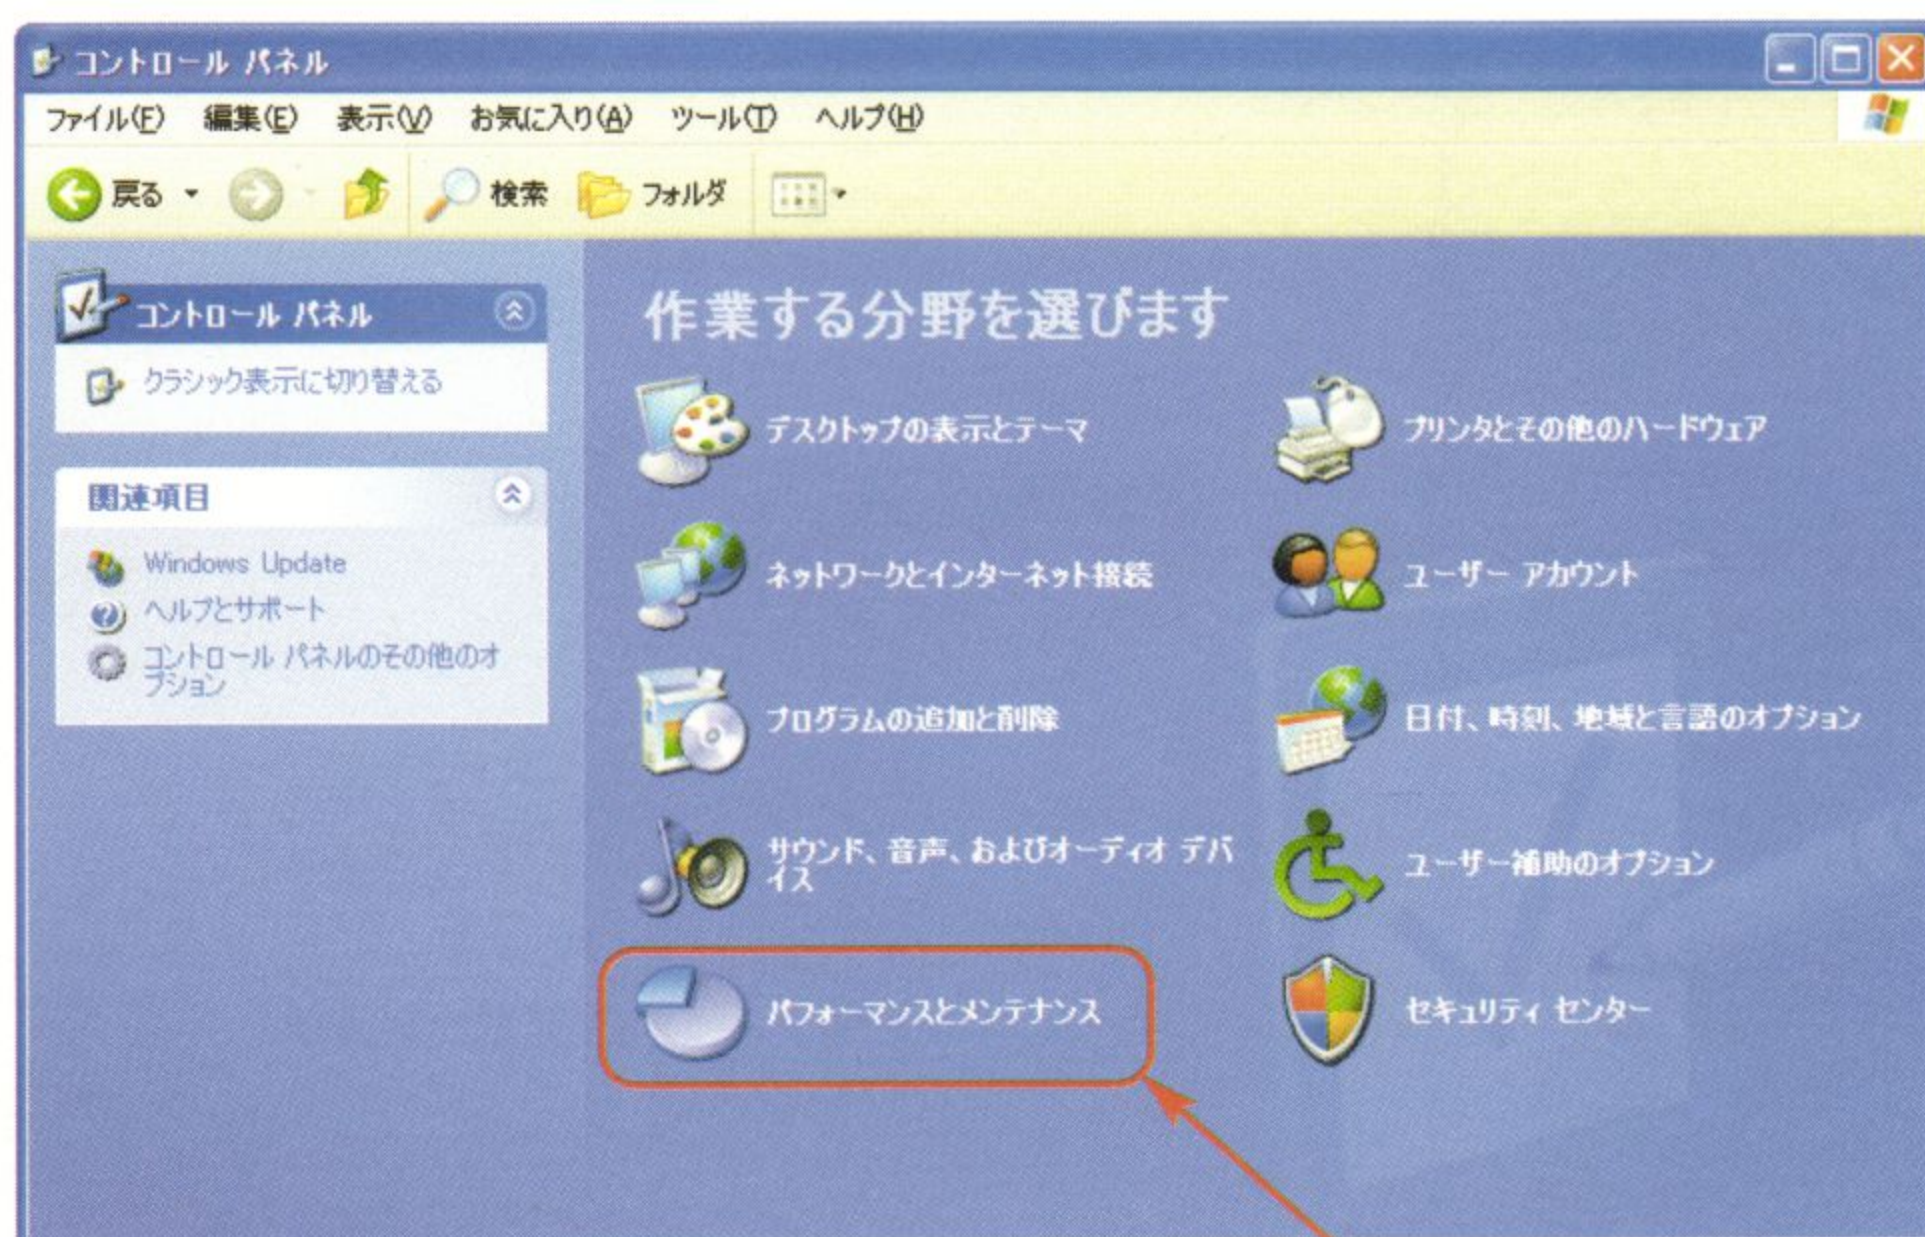 コントロール パネル
ファイル(F) 編集(E) 表示(V) お気に入り(A) ツール(T) ヘルプ(H)
戻る 検索 フォルダ
コントロール パネル
クラシック表示に切り替える
関連項目
Windows Update
ヘルプとサポート
コントロール パネルのその他のオ
プション
作業する分野を選びます
デスクトップの表示とテーマ
プリンタとその他のハードウェア
ネットワークとインターネット接続
ユーザー アカウント
プログラムの追加と削除
日付、時刻、地域と言語のオプション
サウンド、音声、およびオーディオ デバ
イス
ユーザー補助のオプション
パフォーマンスとメンテナンス
セキュリティ センター